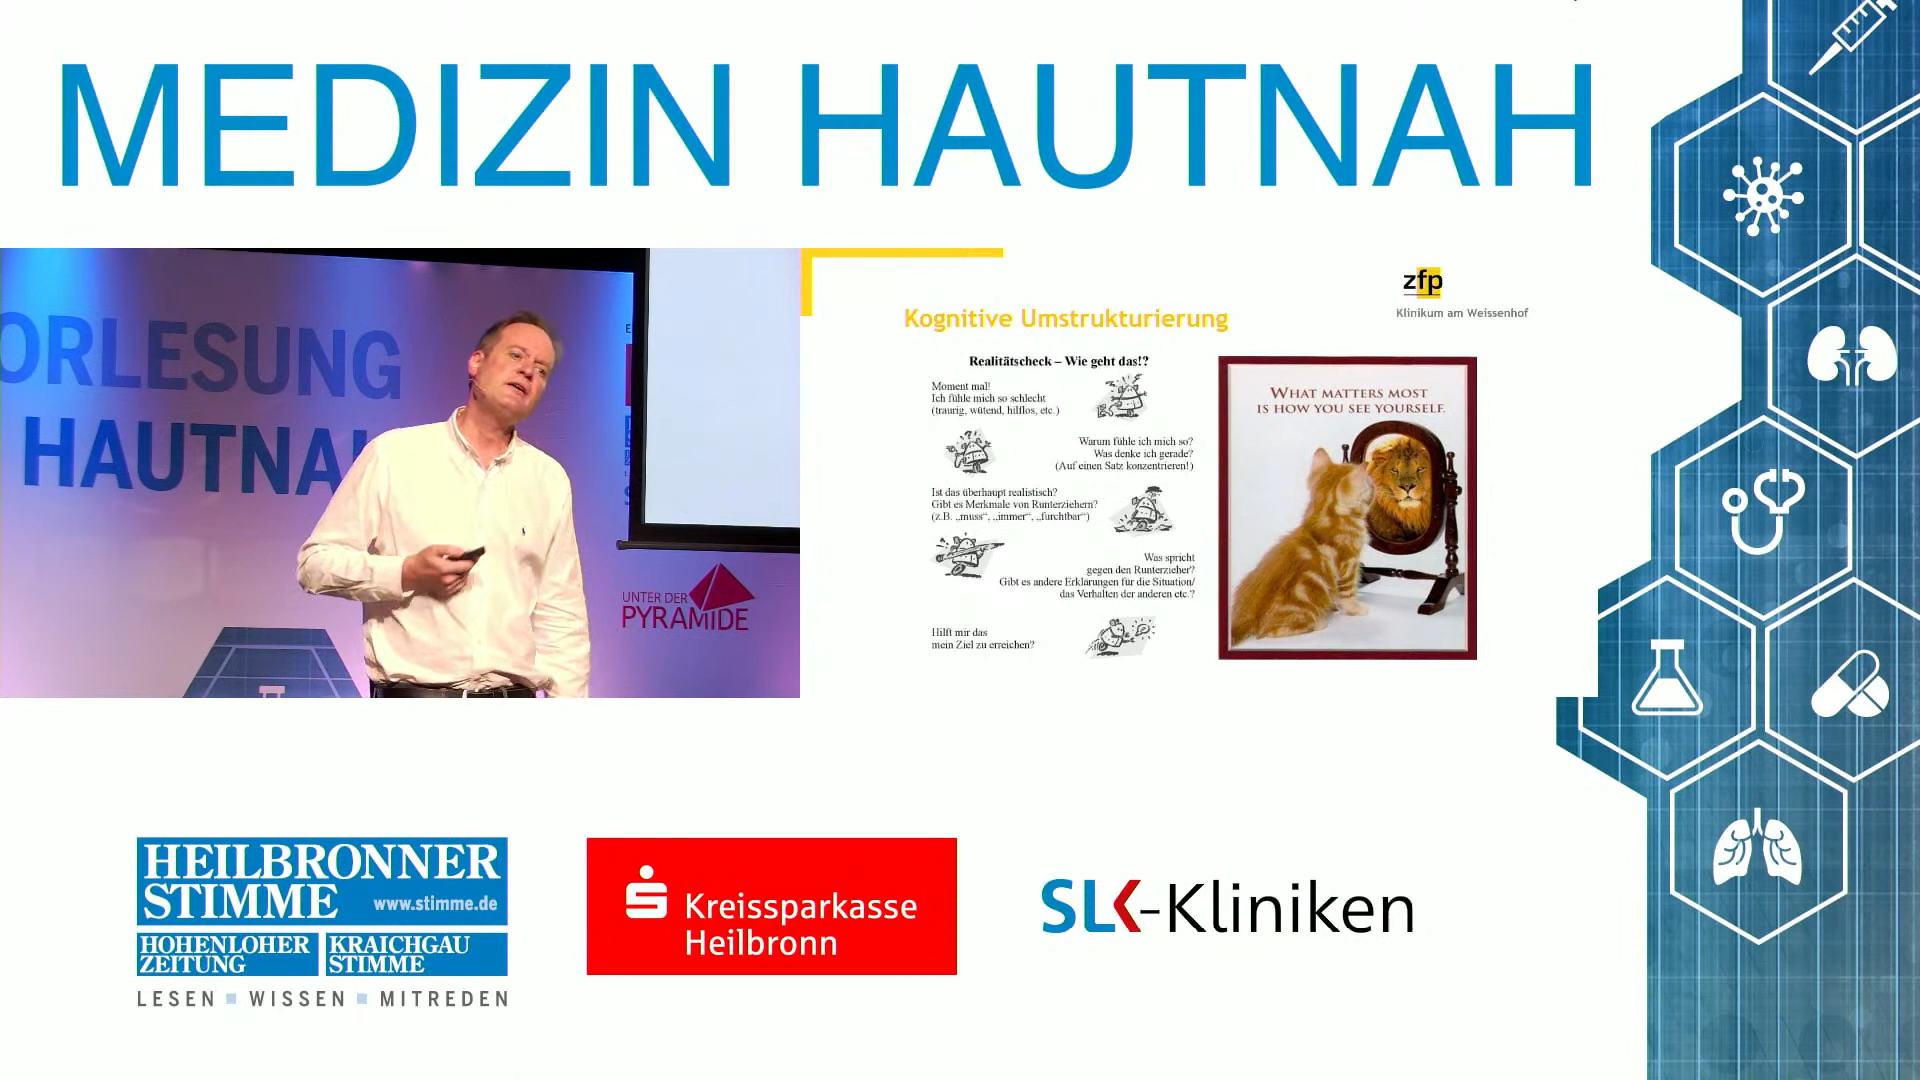 MEDIZIN HAUTNAH
ORLESUNG
HAUTNA
UNTER DER
PYRAMIDE
zfp
Klinikum am Weissenhof
Kognitive Umstrukturierung
Realitätscheck – Wie geht das!?
Moment mal!
Ich fühle mich so schlecht
(traurig, wütend, hilflos, etc.)
Warum fühle ich mich so?
Was denke ich gerade?
(Auf einen Satz konzentrieren!)
Ist das überhaupt realistisch?
Gibt es Merkmale von Runterziehern?
(z.B. „muss“, „immer“, „furchtbar“)
Was spricht
gegen den Runterzieher?
Gibt es andere Erklärungen für die Situation/
das Verhalten der anderen etc.?
Hilft mir das
mein Ziel zu erreichen?
WHAT MATTERS MOST
IS HOW YOU SEE YOURSELF.
HEILBRONNER
STIMME www.stimme.de
HOHENLOHER
ZEITUNG
KRAICHGAU
STIMME
LESEN WISSEN MITREDEN
Kreissparkasse
Heilbronn
SLK-Kliniken